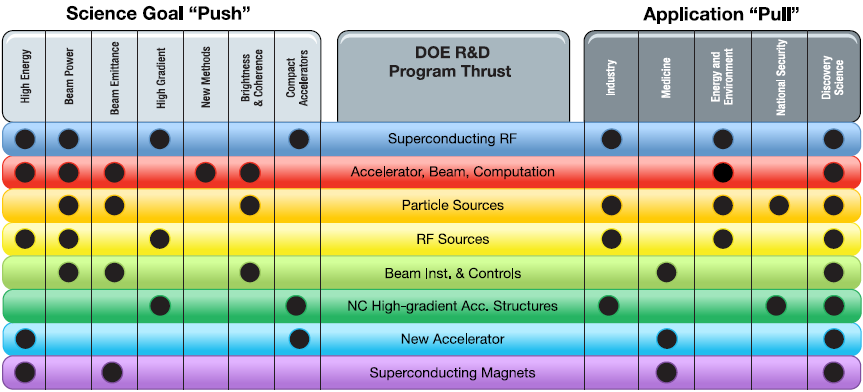 Science Goal “Push”
Application “Pull”
High Energy
Beam Power
Beam Emittance
High Gradient
New Methods
Brightness
& Coherence
Compact
Accelerators
DOE R&D
Program Thrust
Industry
Medicine
Energy and
Environment
National Security
Discovery
Science
Superconducting RF
Accelerator, Beam, Computation
Particle Sources
RF Sources
Beam Inst. & Controls
NC High-gradient Acc. Structures
New Accelerator
Superconducting Magnets